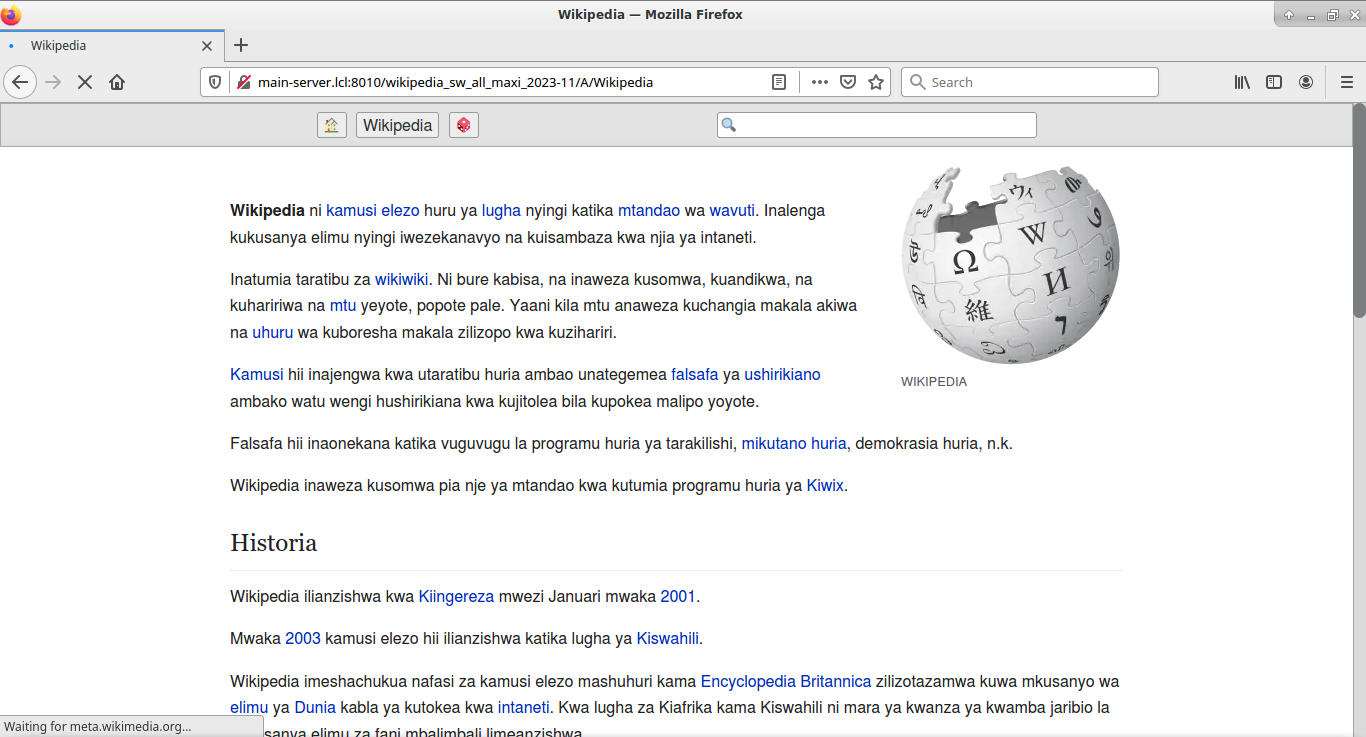 Wikipedia — Mozilla Firefox
Wikipedia
main-server.lcl:8010/wikipedia_sw_all_maxi_2023-11/A/Wikipedia
Search
Wikipedia
Wikipedia ni kamusi elezo huru ya lugha nyingi katika mtandao wa wavuti. Inalenga
kukusanya elimu nyingi iwezekanavyo na kuisambaza kwa njia ya intaneti.
Inatumia taratibu za wikiwiki. Ni bure kabisa, na inaweza kusomwa, kuandikwa, na
kuhaririwa na mtu yeyote, popote pale. Yaani kila mtu anaweza kuchangia makala akiwa
na uhuru wa kuboresha makala zilizopo kwa kuzihariri.
Kamusi hii inajengwa kwa utaratibu huria ambao unategemea falsafa ya ushirikiano
ambako watu wengi hushirikiana kwa kujitolea bila kupokea malipo yoyote.
Ω W И 維
WIKIPEDIA
Falsafa hii inaonekana katika vuguvugu la programu huria ya tarakilishi, mikutano huria, demokrasia huria, n.k.
Wikipedia inaweza kusomwa pia nje ya mtandao kwa kutumia programu huria ya Kiwix.
Historia
Wikipedia ilianzishwa kwa Kiingereza mwezi Januari mwaka 2001.
Mwaka 2003 kamusi elezo hii ilianzishwa katika lugha ya Kiswahili.
Wikipedia imeshachukua nafasi za kamusi elezo mashuhuri kama Encyclopedia Britannica zilizotazamwa kuwa mkusanyo wa
elimu ya Dunia kabla ya kutokea kwa intaneti. Kwa lugha za Kiafrika kama Kiswahili ni mara ya kwanza ya kwamba jaribio la
sanya elimu za fani mbalimbali limeanzishwa.
Waiting for meta.wikimedia.org...